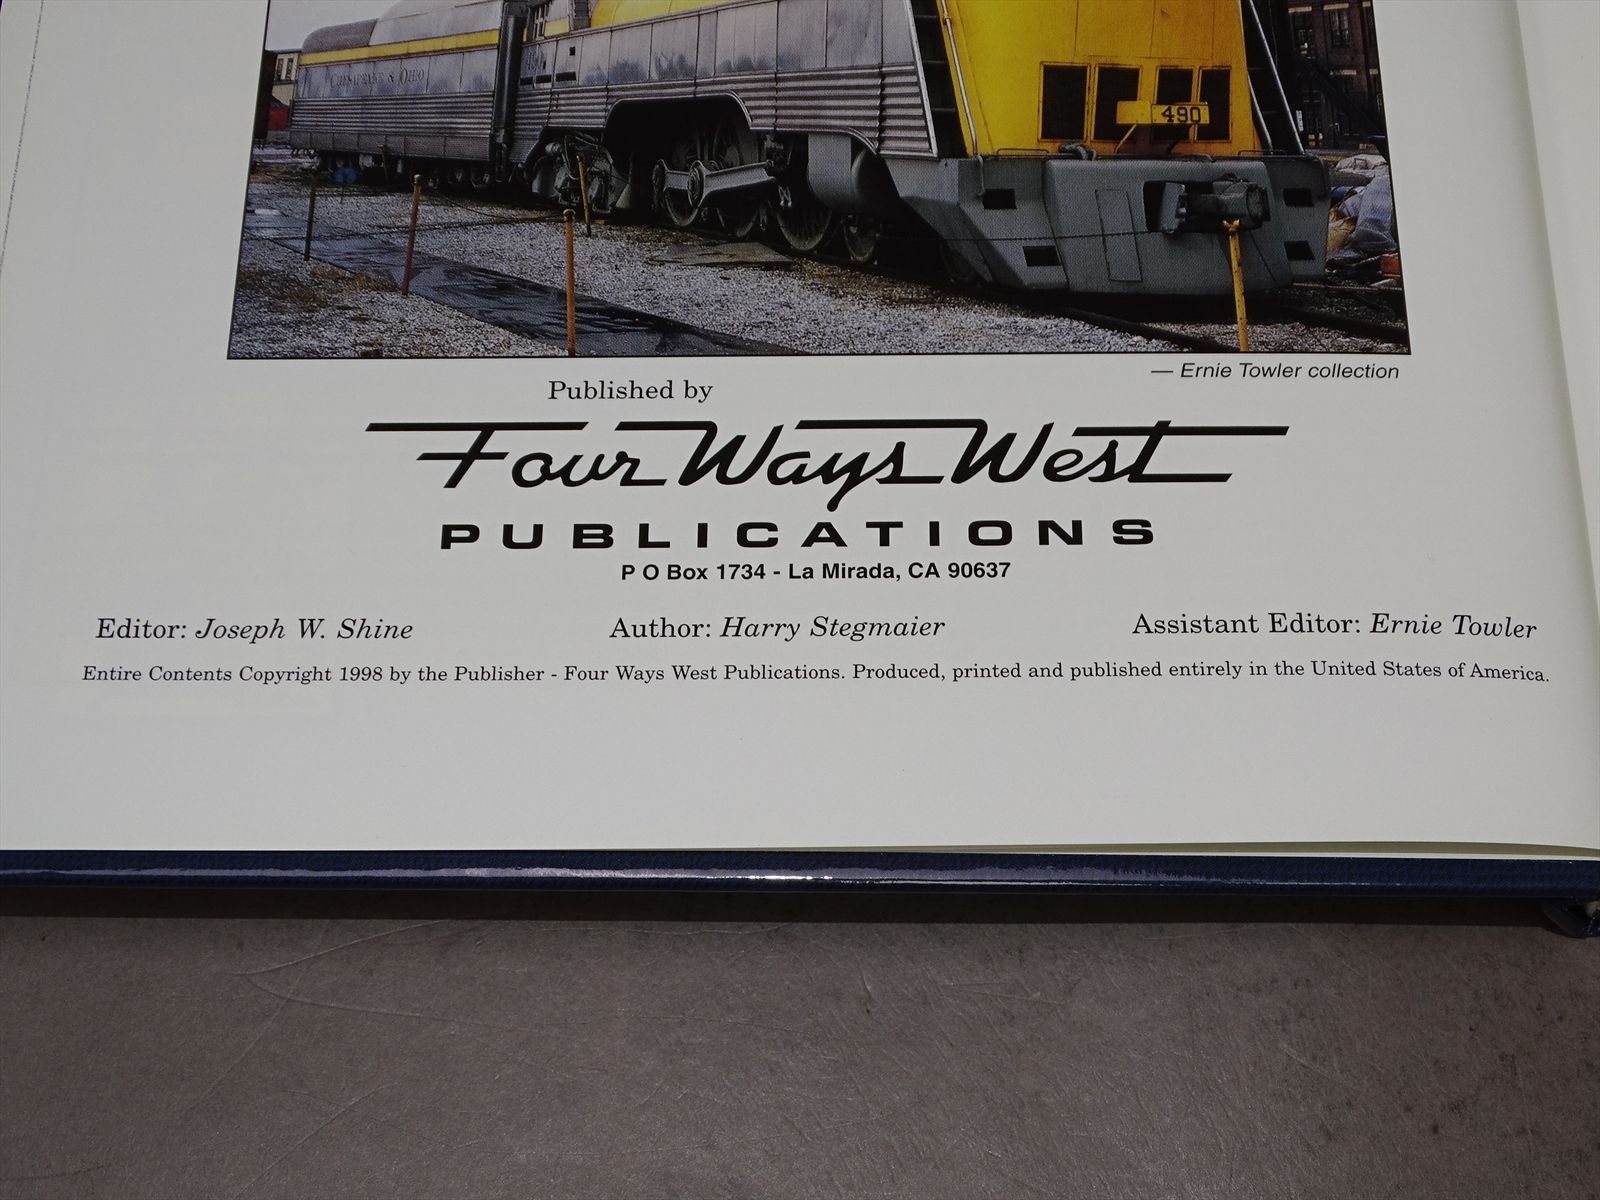 CHESAPEAKE & OHIO
490
— Ernie Towler collection
Published by
Four Ways West
PUBLICATIONS
P O Box 1734 - La Mirada, CA 90637
Editor: Joseph W. Shine Author: Harry Stegmaier Assistant Editor: Ernie Towler
Entire Contents Copyright 1998 by the Publisher - Four Ways West Publications. Produced, printed and published entirely in the United States of America.